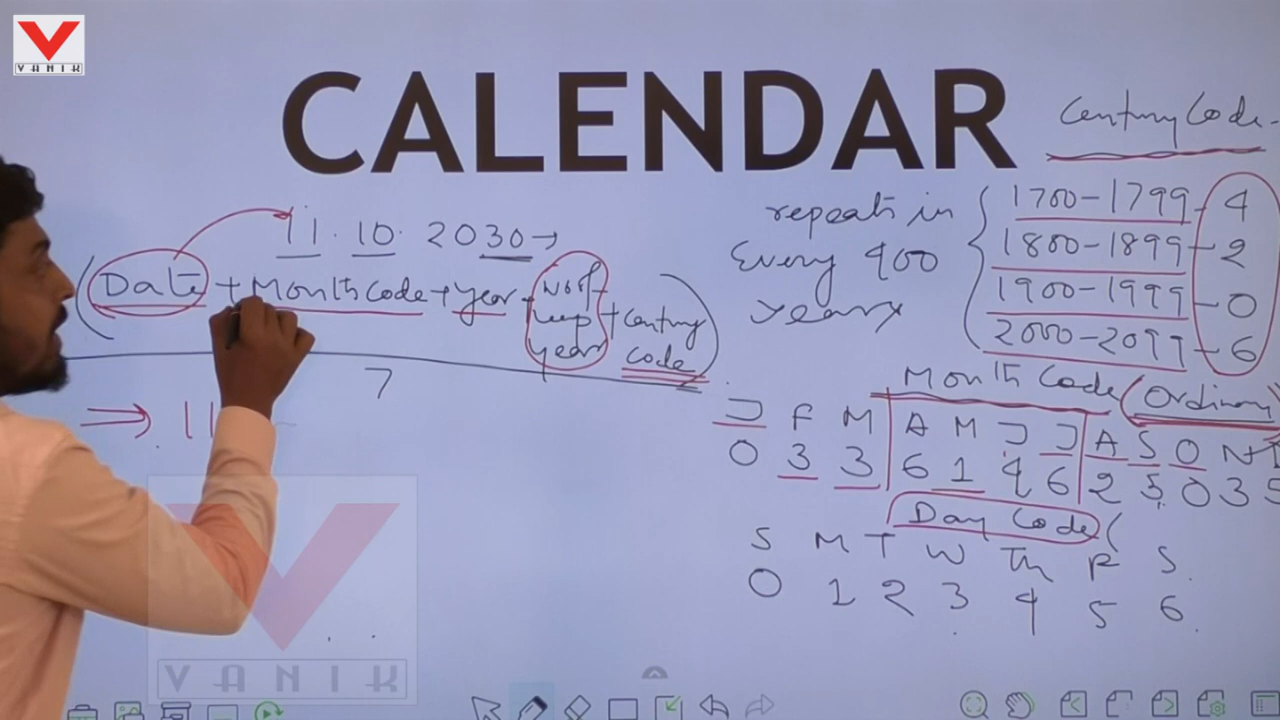 VANIK
CALENDAR
Century Code -
11 · 10 · 2030 →
(Date + Month Code + Year + No of leap year + Century Code)
7
⇒ 11
repeats in
Every 400
years
1700-1799 - 4
1800-1899 - 2
1900-1999 - 0
2000-2099 - 6
Month Code (Ordinary)
J F M A M J J A S O N D
0 3 3 6 1 4 6 2 5 0 3 5
Day Code (
S M T W Th F S
0 1 2 3 4 5 6
VANIK